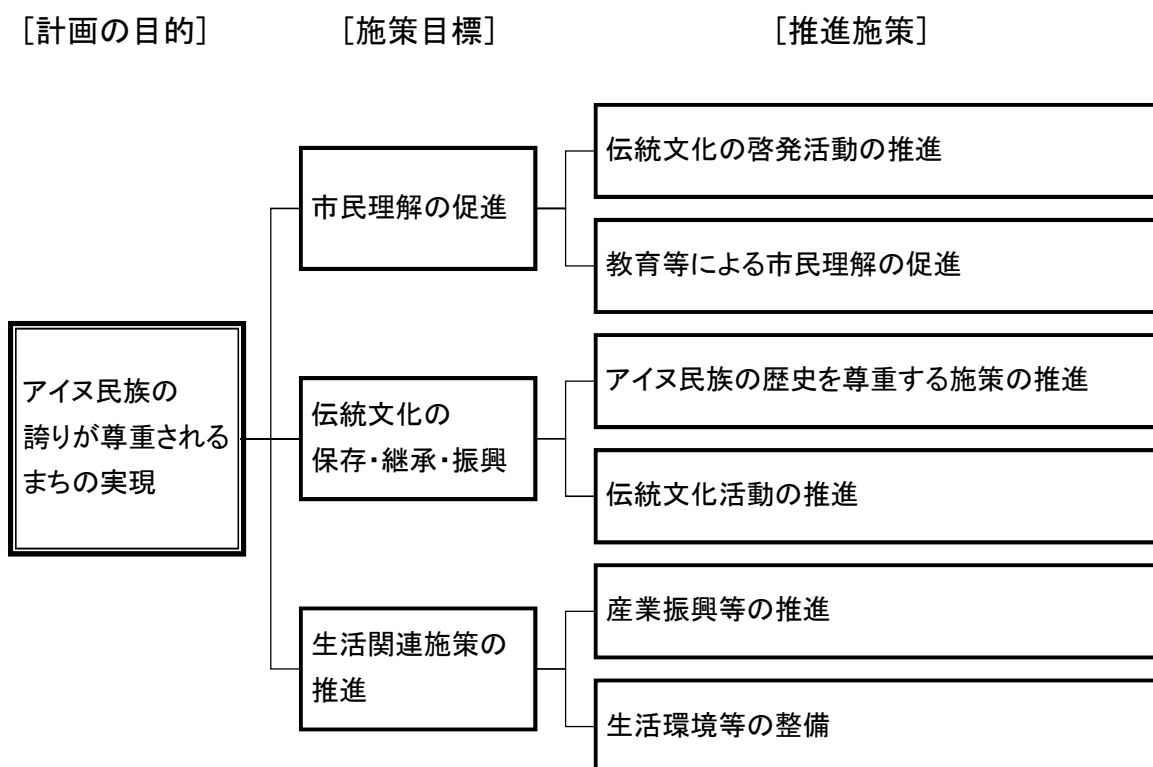 [計画の目的]
[施策目標]
[推進施策]
アイヌ民族の
誇りが尊重される
まちの実現
市民理解の促進
伝統文化の啓発活動の推進
教育等による市民理解の促進
伝統文化の
保存・継承・振興
アイヌ民族の歴史を尊重する施策の推進
伝統文化活動の推進
生活関連施策の
推進
産業振興等の推進
生活環境等の整備